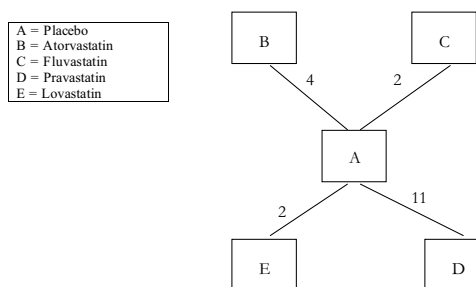 A = Placebo
B = Atorvastatin
C = Fluvastatin
D = Pravastatin
E = Lovastatin
B
C
4
2
A
2
11
E
D